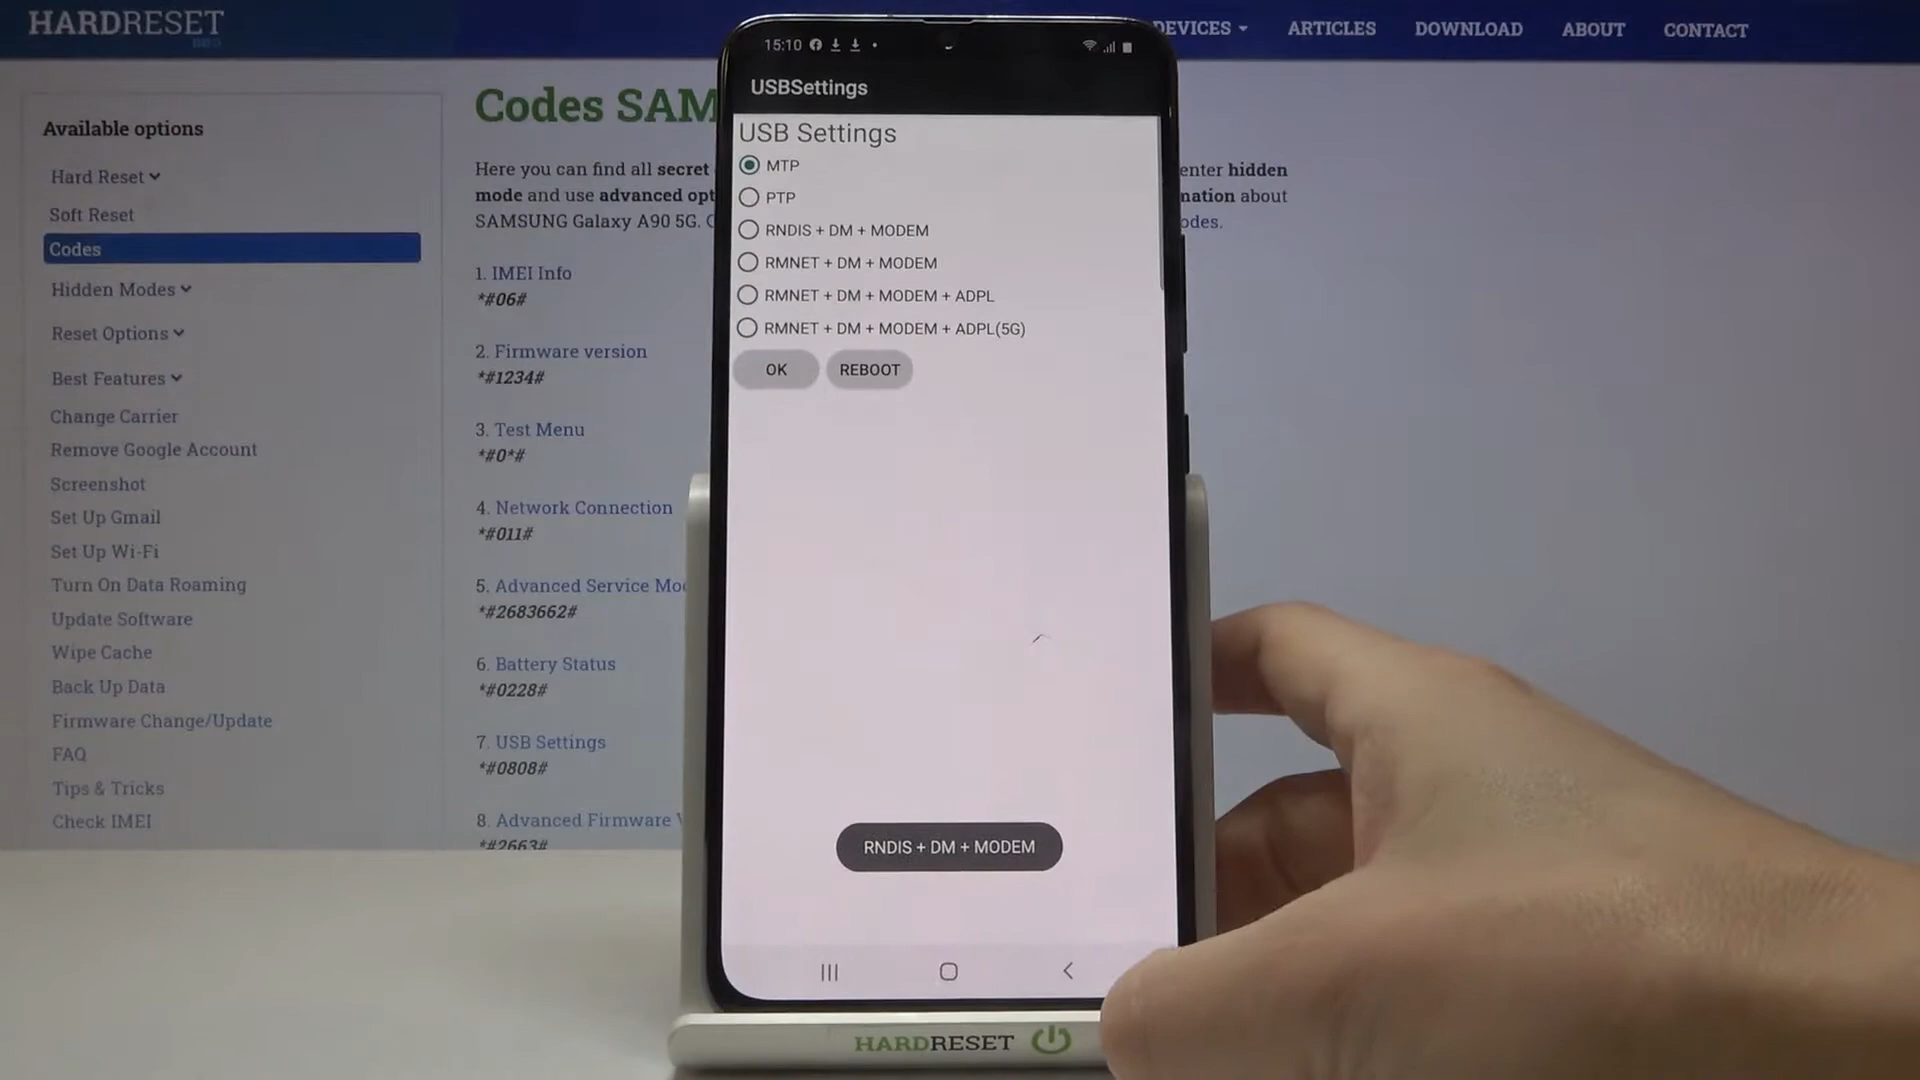 HARDRESET
DEVICES
ARTICLES
DOWNLOAD
ABOUT
CONTACT
Available options
Hard Reset
Soft Reset
Codes
Hidden Modes
Reset Options
Best Features
Change Carrier
Remove Google Account
Screenshot
Set Up Gmail
Set Up Wi-Fi
Turn On Data Roaming
Update Software
Wipe Cache
Back Up Data
Firmware Change/Update
FAQ
Tips & Tricks
Check IMEI
Codes SAM
Here you can find all secret
enter hidden
mode and use advanced opt
mation about
SAMSUNG Galaxy A90 5G.
odes.
1. IMEI Info
*#06#
2. Firmware version
*#1234#
3. Test Menu
*#0*#
4. Network Connection
*#011#
5. Advanced Service Mo
*#2683662#
6. Battery Status
*#0228#
7. USB Settings
*#0808#
8. Advanced Firmware
*#2663#
15:10
USBSettings
USB Settings
MTP
PTP
RNDIS + DM + MODEM
RMNET + DM + MODEM
RMNET + DM + MODEM + ADPL
RMNET + DM + MODEM + ADPL(5G)
OK REBOOT
RNDIS + DM + MODEM
HARDRESET